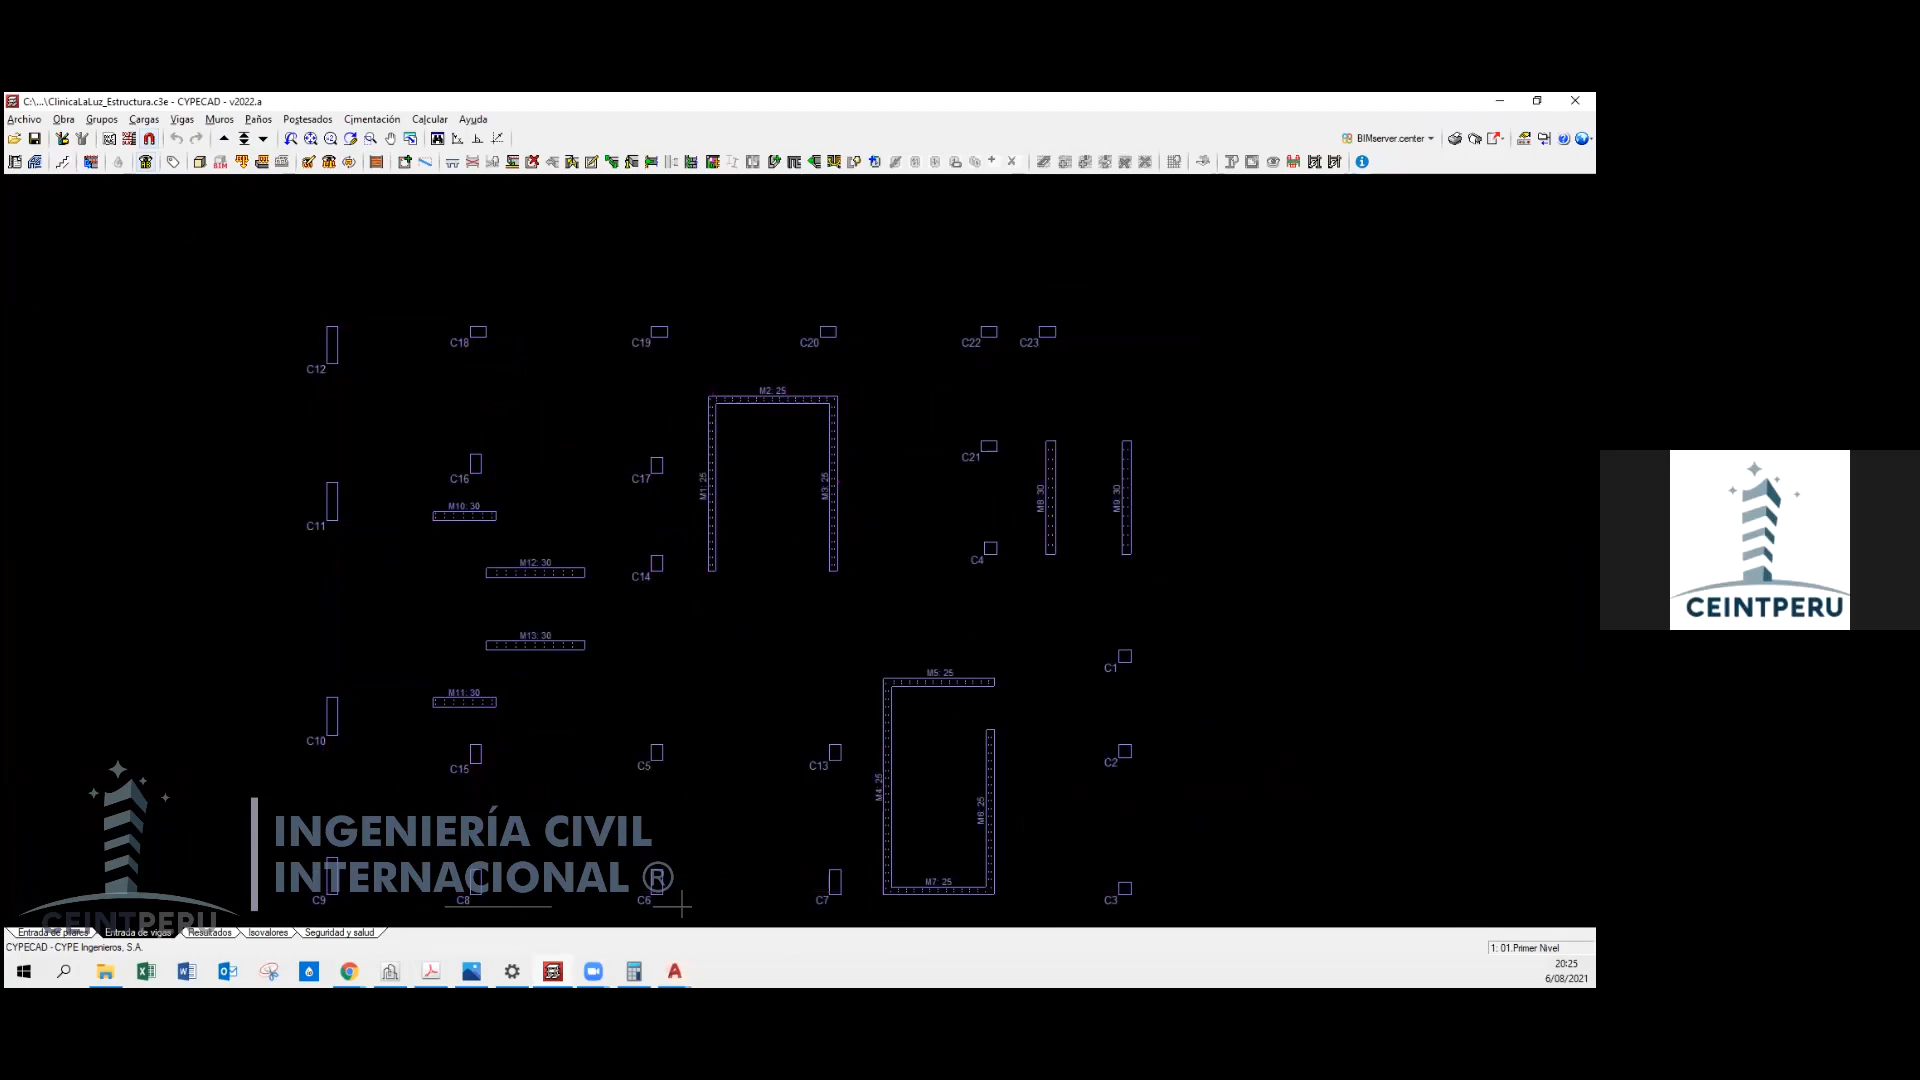 C:\...\ClinicaLaLuz_Estructura.c3e - CYPECAD - v2022.a
Archivo Obra Grupos Cargas Vigas Muros Paños Postesados Cimentación Calcular Ayuda
BIMserver.center
C12
C18
C19
C20
C22
C23
M2: 25
C16
C17
C21
M1: 25
M3: 25
M8: 30
M9: 30
C11
M10: 30
M12: 30
C14
C4
M13: 30
CEINTPERU
C1
M5: 25
M11: 30
C10
C15
C5
C13
C2
M4: 25
M6: 25
INGENIERÍA CIVIL
INTERNACIONAL ®
M7: 25
C9
C8
C6
C7
C3
CEINTPERU
Entrada de pilares Entrada de vigas Resultados Isovalores Seguridad y salud
CYPECAD - CYPE Ingenieros, S.A.
1: 01.Primer Nivel
20:25
6/08/2021